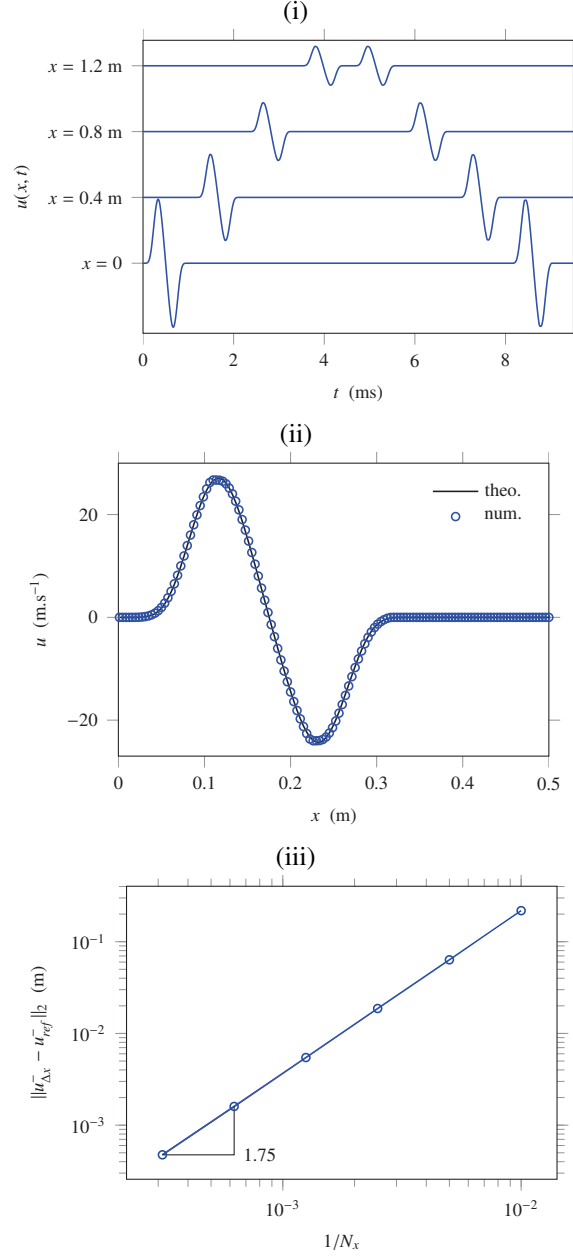 (i)
x = 1.2 m
x = 0.8 m
x = 0.4 m
x = 0
u(x, t)
0 2 4 6 8
t (ms)
(ii)
20
0
−20
u (m.s⁻¹)
theo.
num.
0 0.1 0.2 0.3 0.4 0.5
x (m)
(iii)
10⁻¹
10⁻²
10⁻³
||u⁻_Δx − u⁻_ref||₂ (m)
1.75
10⁻³ 10⁻²
1/Nₓ